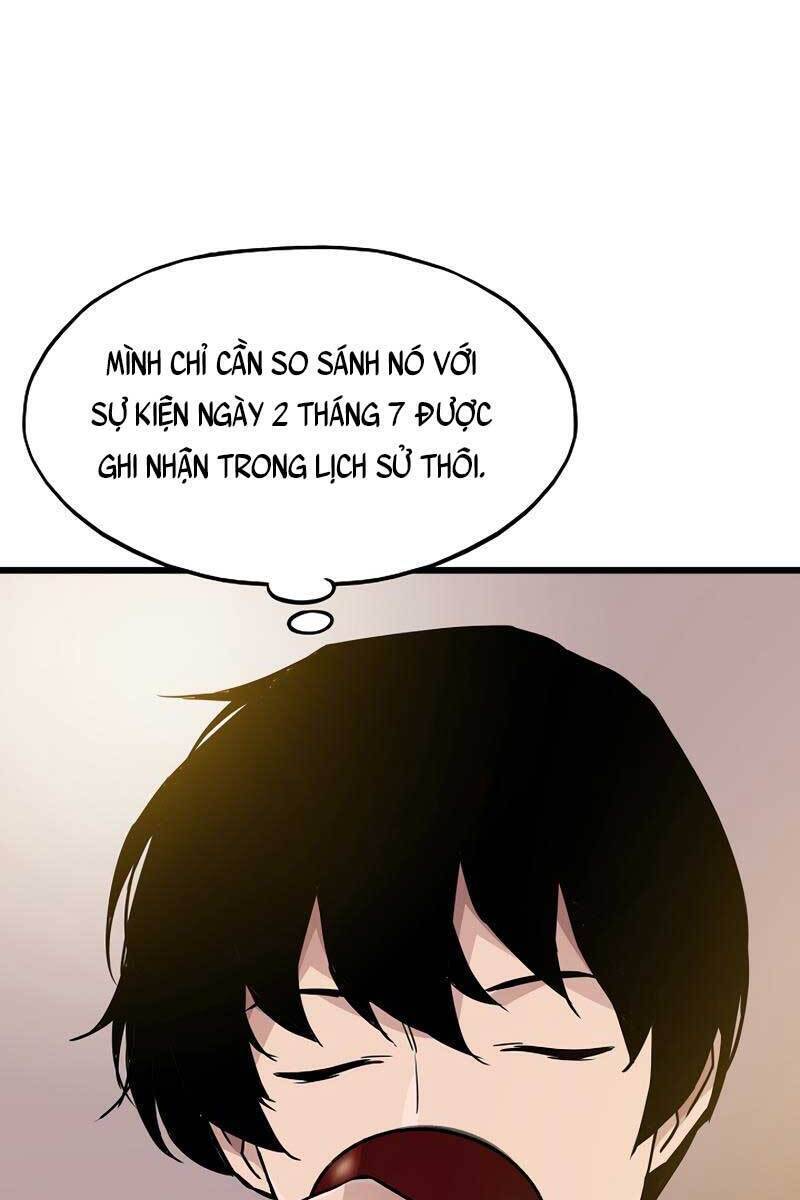 MÌNH CHỈ CẦN SO SÁNH NÓ VỚI
SỰ KIỆN NGÀY 2 THÁNG 7 ĐƯỢC
GHI NHẬN TRONG LỊCH SỬ THÔI.